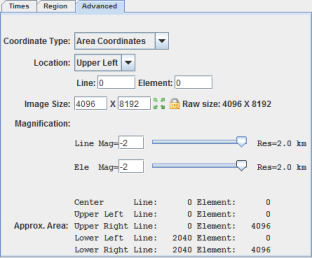 Times Region Advanced
Coordinate Type: Area Coordinates
Location: Upper Left
Line: 0 Element: 0
Image Size: 4096 X 8192 Raw size: 4096 X 8192
Magnification:
Line Mag=-2 Res=2.0 km
Ele Mag=-2 Res=2.0 km
Center Line: 0 Element: 0
Upper Left Line: 0 Element: 0
Approx. Area: Upper Right Line: 0 Element: 4096
Lower Left Line: 2040 Element: 0
Lower Right Line: 2040 Element: 4096